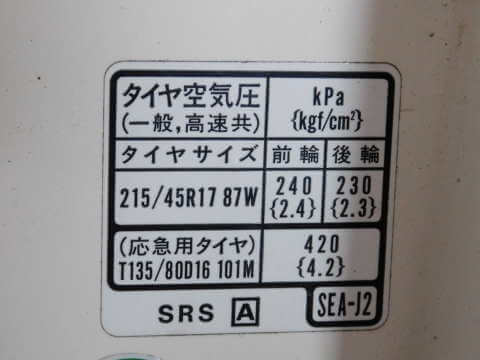 タイヤ空気圧 kPa
(一般,高速共) {kgf/cm²}
タイヤサイズ 前輪 後輪
215/45R17 87W 240 230
{2.4} {2.3}
(応急用タイヤ) 420
T135/80D16 101M {4.2}
SRS A SEA-J2